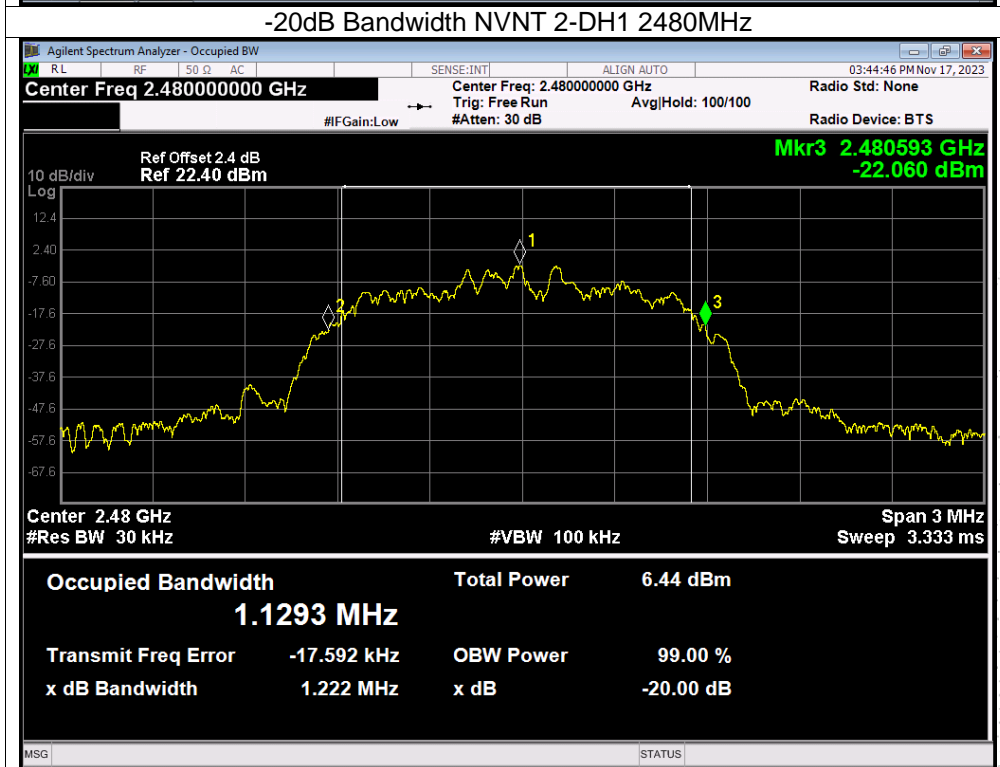 -20dB Bandwidth NVNT 2-DH1 2480MHz
Agilent Spectrum Analyzer - Occupied BW
LXI RL RF 50 Ω AC SENSE:INT ALIGN AUTO 03:44:46 PM Nov 17, 2023
Center Freq 2.480000000 GHz Center Freq: 2.480000000 GHz Radio Std: None
Trig: Free Run Avg|Hold: 100/100
#IFGain:Low #Atten: 30 dB Radio Device: BTS
Mkr3 2.480593 GHz
-22.060 dBm
Ref Offset 2.4 dB
10 dB/div Ref 22.40 dBm
Log
12.4
2.40
-7.60
-17.6
-27.6
-37.6
-47.6
-57.6
-67.6
1
2
3
Center 2.48 GHz Span 3 MHz
#Res BW 30 kHz #VBW 100 kHz Sweep 3.333 ms
Occupied Bandwidth Total Power 6.44 dBm
1.1293 MHz
Transmit Freq Error -17.592 kHz OBW Power 99.00 %
x dB Bandwidth 1.222 MHz x dB -20.00 dB
MSG STATUS